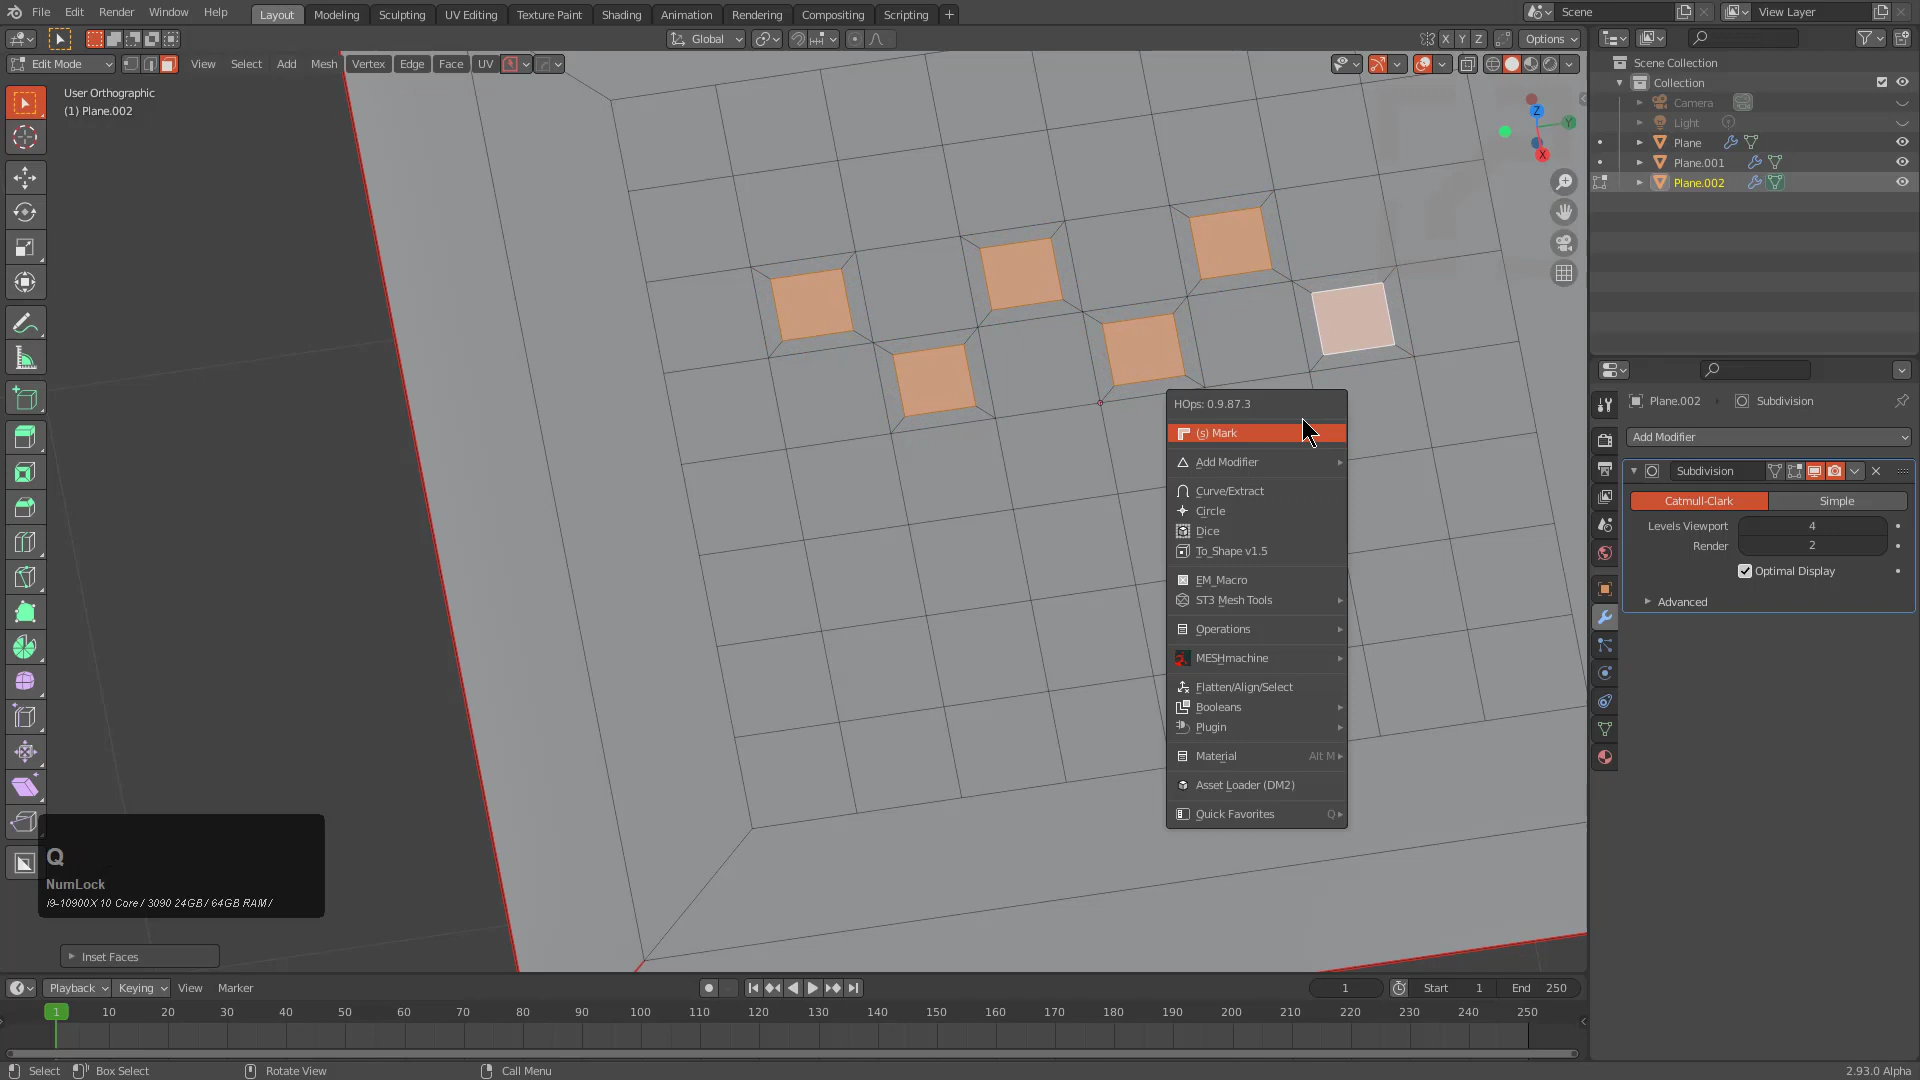 File Edit Render Window Help Layout Modeling Sculpting UV Editing Texture Paint Shading Animation Rendering Compositing Scripting + Scene View Layer
Global X Y Z Options
Edit Mode View Select Add Mesh Vertex Edge Face UV
User Orthographic
(1) Plane.002
Z
Y
X
Scene Collection
Collection
Camera
Light
Plane
Plane.001
Plane.002
Plane.002 Subdivision
Add Modifier
Subdivision
Catmull-Clark Simple
Levels Viewport 4
Render 2
Optimal Display
Advanced
HOps: 0.9.87.3
(s) Mark
Add Modifier
Curve/Extract
Circle
Dice
To_Shape v1.5
EM_Macro
ST3 Mesh Tools
Operations
MESHmachine
Flatten/Align/Select
Booleans
Plugin
Material Alt M
Asset Loader (DM2)
Quick Favorites Q
Q
NumLock
i9-10900X 10 Core / 3090 24GB / 64GB RAM /
Inset Faces
Playback Keying View Marker 1 Start 1 End 250
1 10 20 30 40 50 60 70 80 90 100 110 120 130 140 150 160 170 180 190 200 210 220 230 240 250
Select Box Select Rotate View Call Menu 2.93.0 Alpha